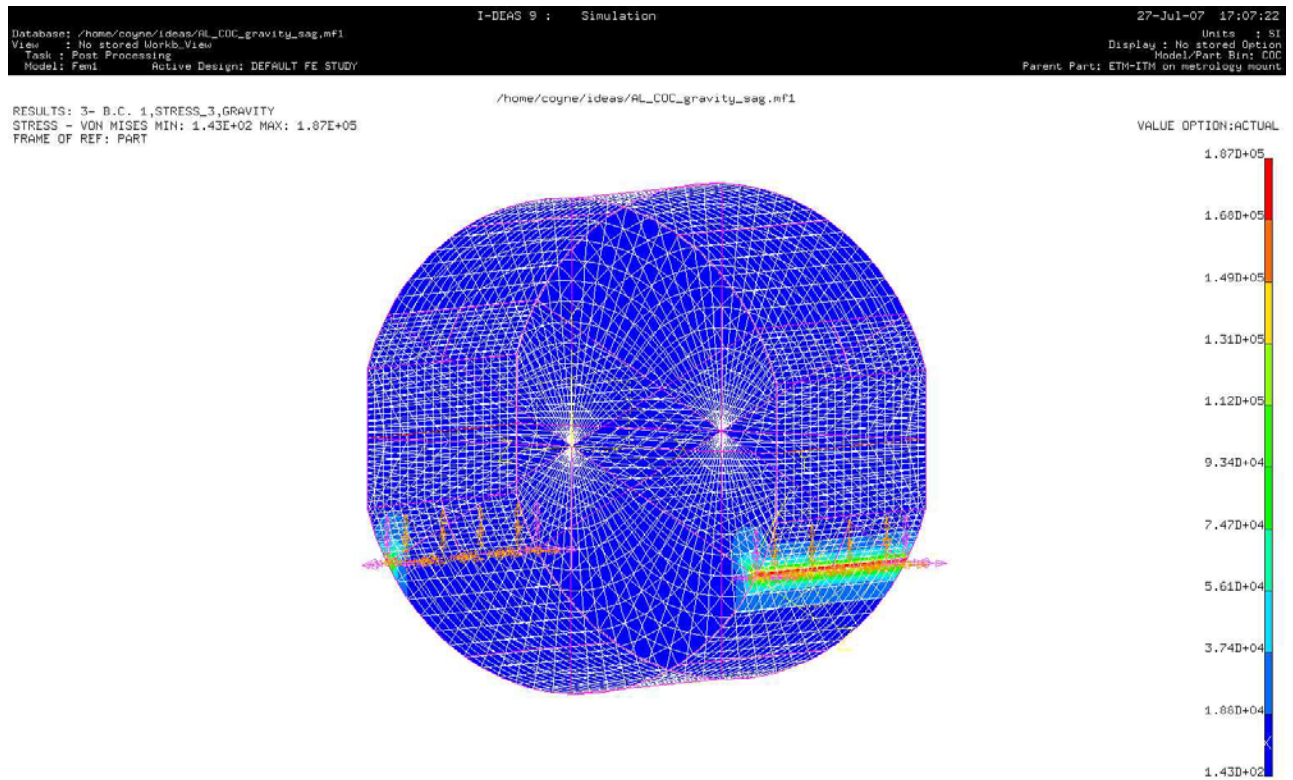 I-DEAS 9 : Simulation 27-Jul-07 17:07:22
Database: /home/coyne/ideas/AL_COC_gravity_sag.mf1 Units : SI
View : No stored Workb_View Display : No stored Option
Task : Post Processing Model/Part Bin: COC
Model: Fem1 Active Design: DEFAULT FE STUDY Parent Part: ETM-ITM on metrology mount
/home/coyne/ideas/AL_COC_gravity_sag.mf1
RESULTS: 3- B.C. 1,STRESS_3,GRAVITY
STRESS - VON MISES MIN: 1.43E+02 MAX: 1.87E+05 VALUE OPTION:ACTUAL
FRAME OF REF: PART
1.87D+05
1.68D+05
1.49D+05
1.31D+05
1.12D+05
9.34D+04
7.47D+04
5.61D+04
3.74D+04
1.88D+04
1.43D+02